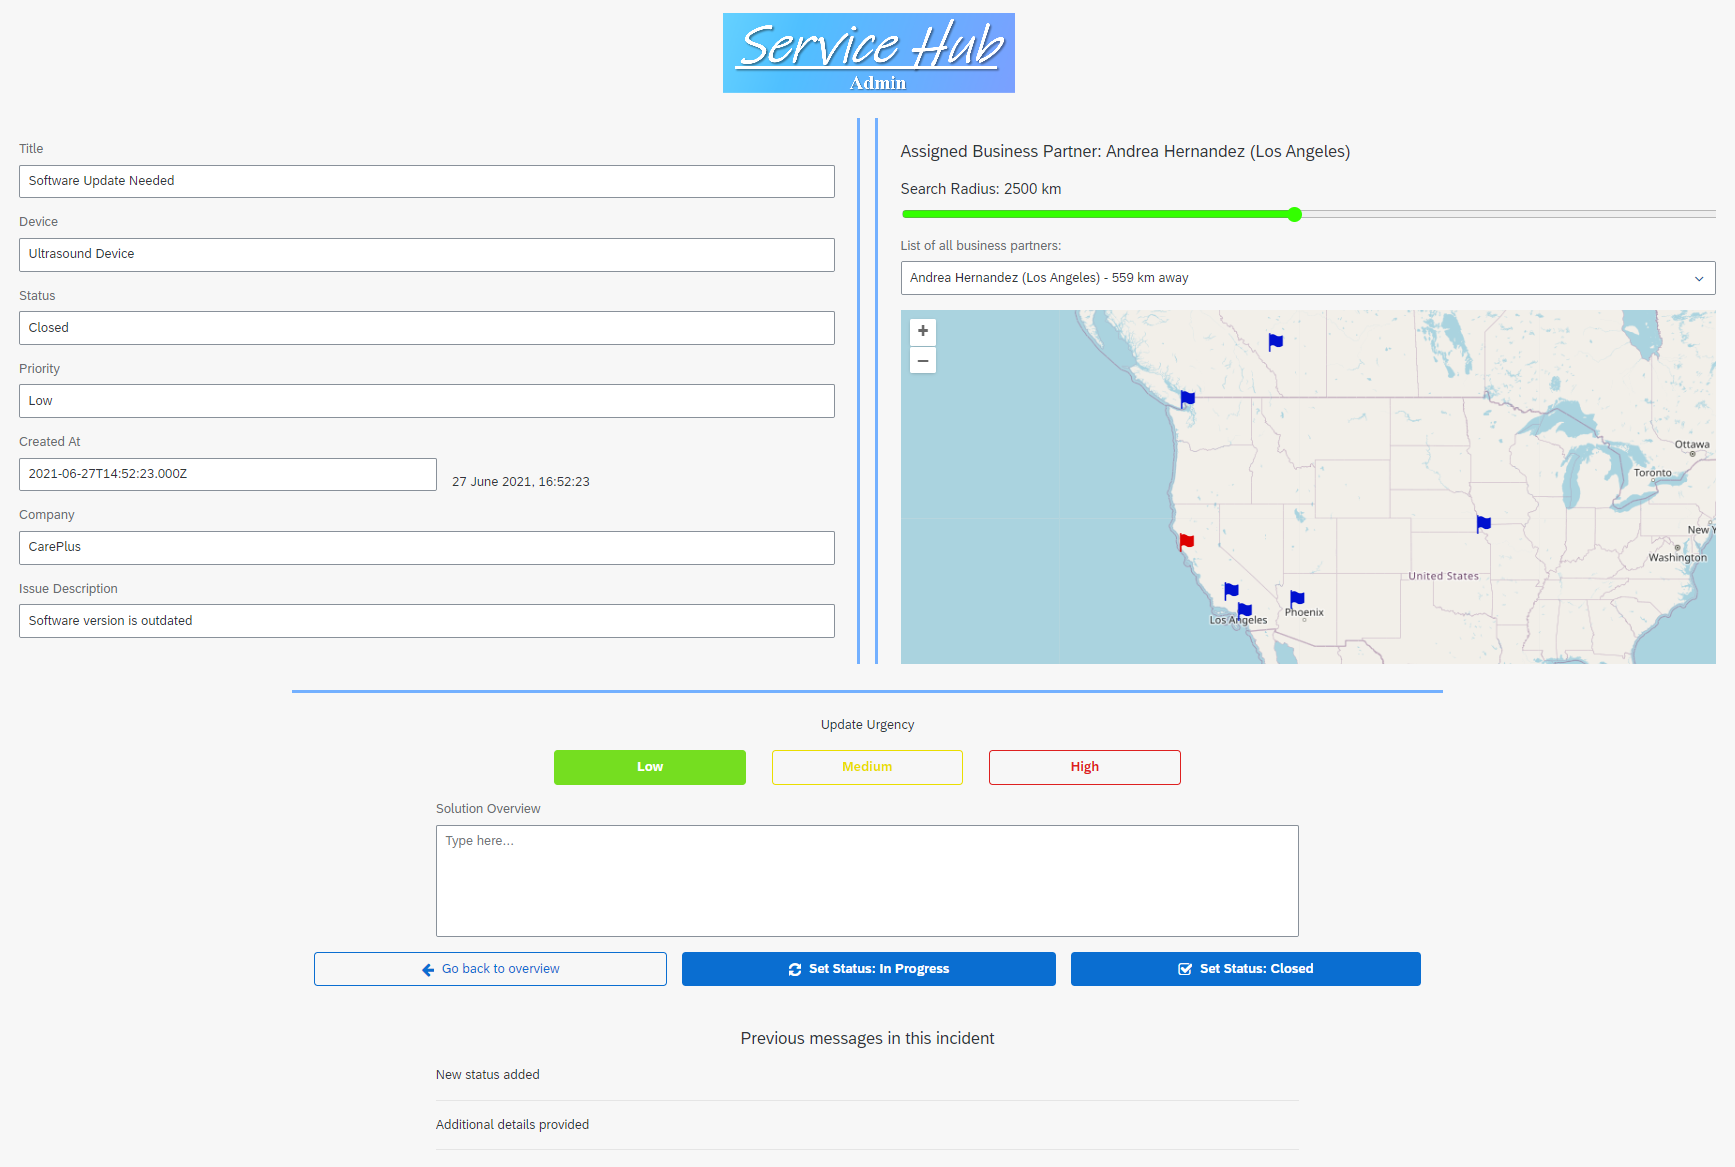 Service Hub
Admin
Title
Software Update Needed
Device
Ultrasound Device
Status
Closed
Priority
Low
Created At
2021-06-27T14:52:23.000Z
27 June 2021, 16:52:23
Company
CarePlus
Issue Description
Software version is outdated
Assigned Business Partner: Andrea Hernandez (Los Angeles)
Search Radius: 2500 km
List of all business partners:
Andrea Hernandez (Los Angeles) - 559 km away
+
−
Ottawa
Toronto
New Y
Washington
United States
Phoenix
Los Angeles
Update Urgency
Low
Medium
High
Solution Overview
Type here...
Go back to overview
Set Status: In Progress
Set Status: Closed
Previous messages in this incident
New status added
Additional details provided